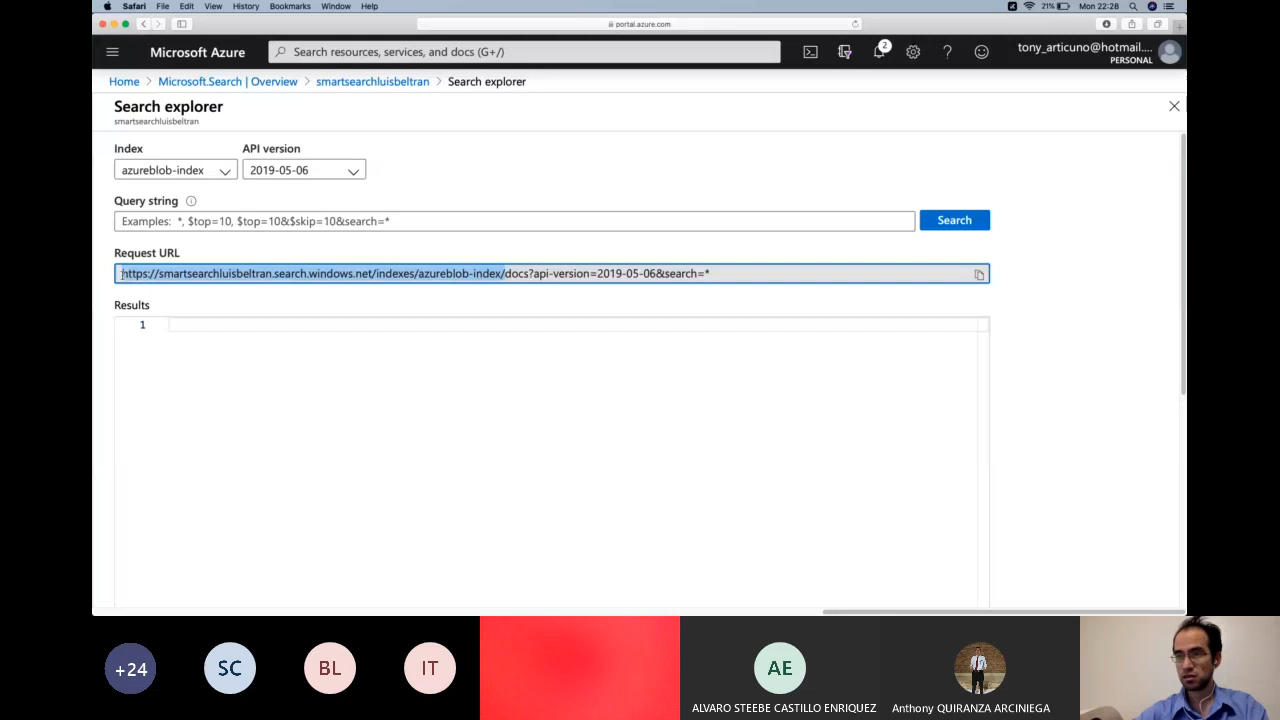 Safari File Edit View History Bookmarks Window Help 21% Mon 22:28
portal.azure.com
Microsoft Azure Search resources, services, and docs (G+/) 2 tony_articuno@hotmail....
PERSONAL
Home > Microsoft.Search | Overview > smartsearchluisbeltran > Search explorer
Search explorer
smartsearchluisbeltran
Index API version
azureblob-index 2019-05-06
Query string
Examples: *, $top=10, $top=10&$skip=10&search=* Search
Request URL
https://smartsearchluisbeltran.search.windows.net/indexes/azureblob-index/docs?api-version=2019-05-06&search=*
Results
1
+24 SC BL IT AE
ALVARO STEEBE CASTILLO ENRIQUEZ Anthony QUIRANZA ARCINIEGA